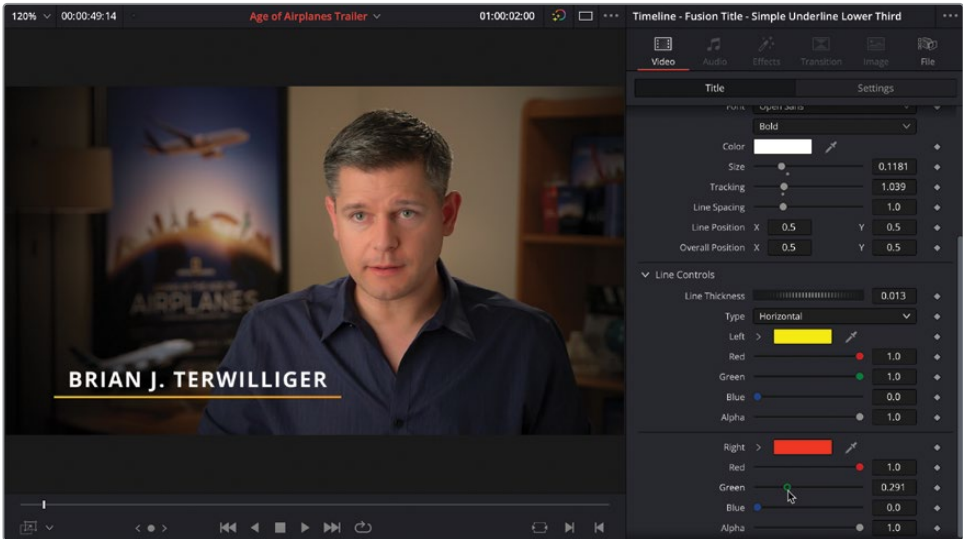 120% 00:00:49:14 Age of Airplanes Trailer 01:00:02:00 Timeline - Fusion Title - Simple Underline Lower Third
Video Audio Effects Transition Image File
Title Settings
Font Open Sans
Bold
Color
Size 0.1181
Tracking 1.039
Line Spacing 1.0
Line Position X 0.5 Y 0.5
Overall Position X 0.5 Y 0.5
Line Controls
Line Thickness 0.013
Type Horizontal
Left
Red 1.0
Green 1.0
Blue 0.0
Alpha 1.0
Right
Red 1.0
Green 0.291
Blue 0.0
Alpha 1.0
AIRPLANES
BRIAN J. TERWILLIGER